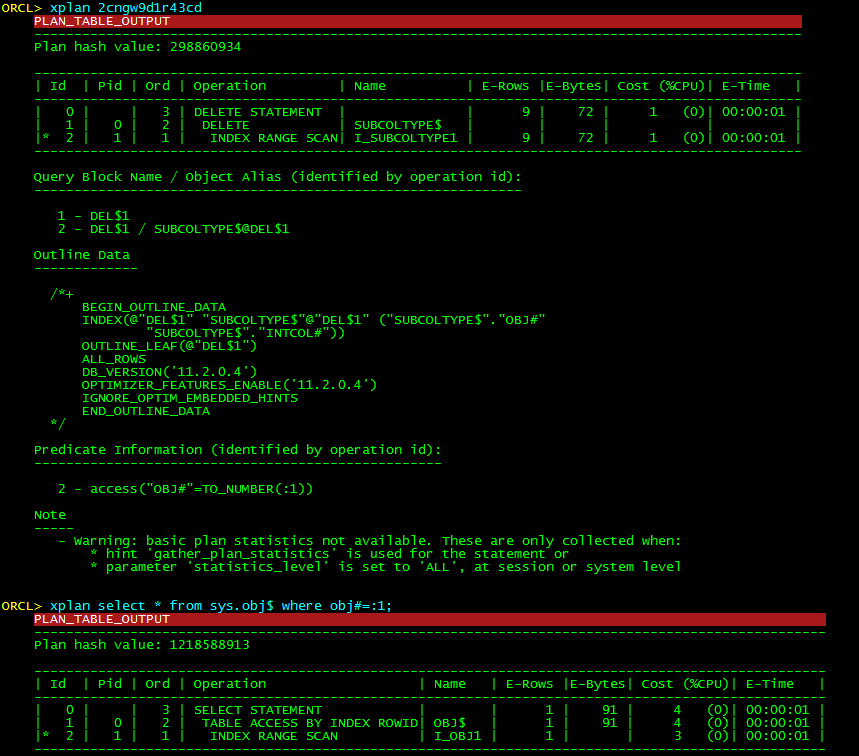 ORCL> xplan 2cngw9d1r43cd
PLAN_TABLE_OUTPUT
------------------------------------------------------------------------------------------------
Plan hash value: 298860934
------------------------------------------------------------------------------------------------
| Id  | Pid | Ord | Operation         | Name          | E-Rows |E-Bytes| Cost (%CPU)| E-Time   |
------------------------------------------------------------------------------------------------
|   0 |     |   3 | DELETE STATEMENT  |               |      9 |    72 |     1   (0)| 00:00:01 |
|   1 |   0 |   2 |  DELETE           | SUBCOLTYPE$   |        |       |            |          |
|*  2 |   1 |   1 |   INDEX RANGE SCAN| I_SUBCOLTYPE1 |      9 |    72 |     1   (0)| 00:00:01 |
------------------------------------------------------------------------------------------------
Query Block Name / Object Alias (identified by operation id):
-------------------------------------------------------------
   1 - DEL$1
   2 - DEL$1 / SUBCOLTYPE$@DEL$1
Outline Data
-------------
  /*+
      BEGIN_OUTLINE_DATA
      INDEX(@"DEL$1" "SUBCOLTYPE$"@"DEL$1" ("SUBCOLTYPE$"."OBJ#"
              "SUBCOLTYPE$"."INTCOL#"))
      OUTLINE_LEAF(@"DEL$1")
      ALL_ROWS
      DB_VERSION('11.2.0.4')
      OPTIMIZER_FEATURES_ENABLE('11.2.0.4')
      IGNORE_OPTIM_EMBEDDED_HINTS
      END_OUTLINE_DATA
  */
Predicate Information (identified by operation id):
---------------------------------------------------
   2 - access("OBJ#"=TO_NUMBER(:1))
Note
-----
   - Warning: basic plan statistics not available. These are only collected when:
       * hint 'gather_plan_statistics' is used for the statement or
       * parameter 'statistics_level' is set to 'ALL', at session or system level
ORCL> xplan select * from sys.obj$ where obj#=:1;
PLAN_TABLE_OUTPUT
---------------------------------------------------------------------------------------------------
Plan hash value: 1218588913
---------------------------------------------------------------------------------------------------
| Id  | Pid | Ord | Operation                   | Name   | E-Rows |E-Bytes| Cost (%CPU)| E-Time   |
---------------------------------------------------------------------------------------------------
|   0 |     |   3 | SELECT STATEMENT            |        |      1 |    91 |     4   (0)| 00:00:01 |
|   1 |   0 |   2 |  TABLE ACCESS BY INDEX ROWID| OBJ$   |      1 |    91 |     4   (0)| 00:00:01 |
|*  2 |   1 |   1 |   INDEX RANGE SCAN          | I_OBJ1 |      1 |       |     3   (0)| 00:00:01 |
---------------------------------------------------------------------------------------------------